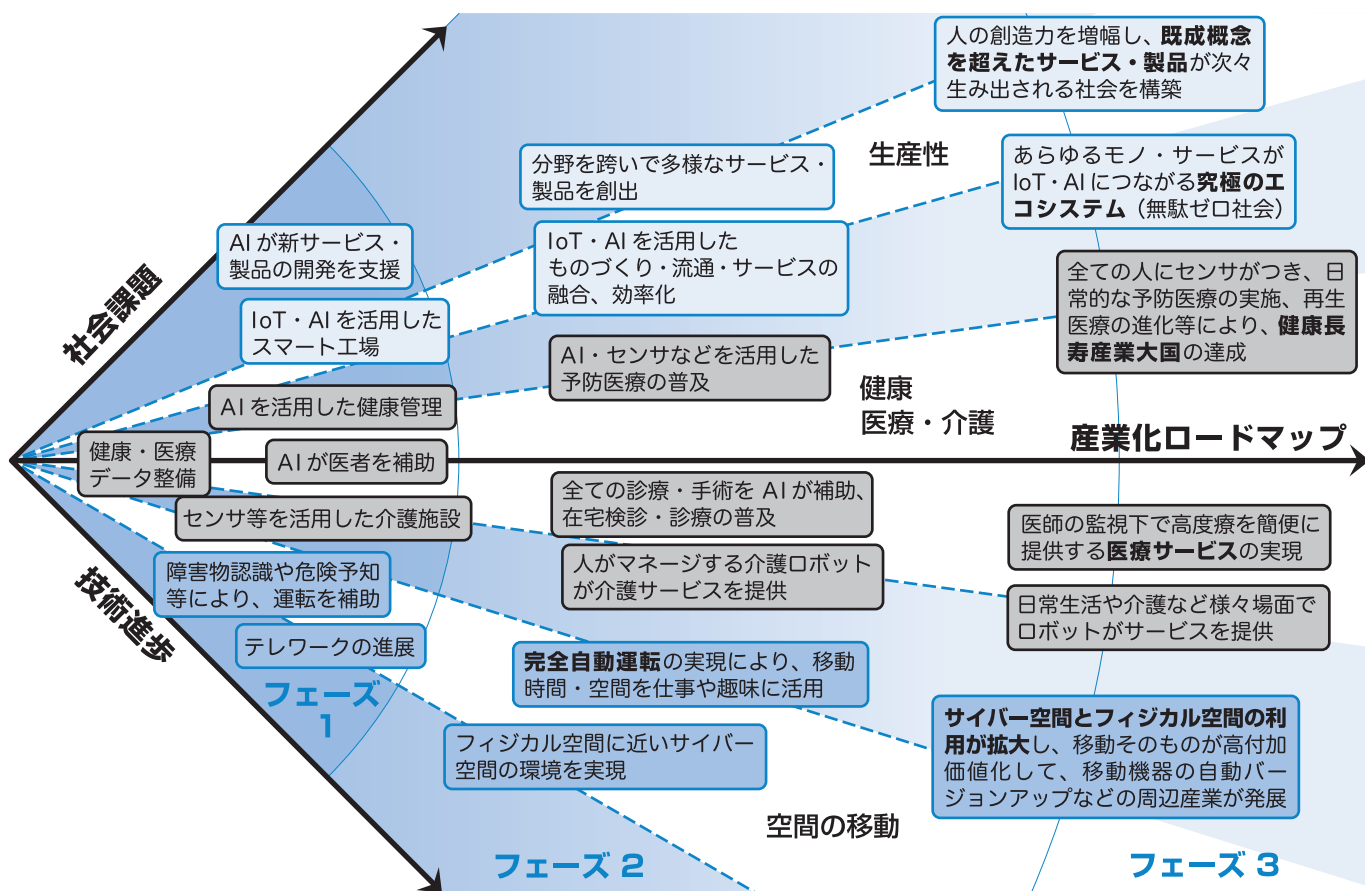 人の創造力を増幅し、既成概念
を超えたサービス・製品が次々
生み出される社会を構築
生産性
分野を跨いで多様なサービス・
製品を創出
あらゆるモノ・サービスが
IoT・AIにつながる究極のエ
コシステム（無駄ゼロ社会）
AIが新サービス・
製品の開発を支援
IoT・AIを活用した
ものづくり・流通・サービスの
融合、効率化
全ての人にセンサがつき、日
常的な予防医療の実施、再生
医療の進化等により、健康長
寿産業大国の達成
社会課題
IoT・AIを活用した
スマート工場
AI・センサなどを活用した
予防医療の普及
AIを活用した健康管理
健康
医療・介護
産業化ロードマップ
健康・医療
データ整備
AIが医者を補助
全ての診療・手術を AIが補助、
在宅検診・診療の普及
センサ等を活用した介護施設
医師の監視下で高度療を簡便に
提供する医療サービスの実現
人がマネージする介護ロボット
が介護サービスを提供
障害物認識や危険予知
等により、運転を補助
日常生活や介護など様々場面で
ロボットがサービスを提供
技術進歩
テレワークの進展
完全自動運転の実現により、移動
時間・空間を仕事や趣味に活用
フェーズ
1
サイバー空間とフィジカル空間の利
用が拡大し、移動そのものが高付加
価値化して、移動機器の自動バー
ジョンアップなどの周辺産業が発展
フィジカル空間に近いサイバー
空間の環境を実現
空間の移動
フェーズ 2
フェーズ 3